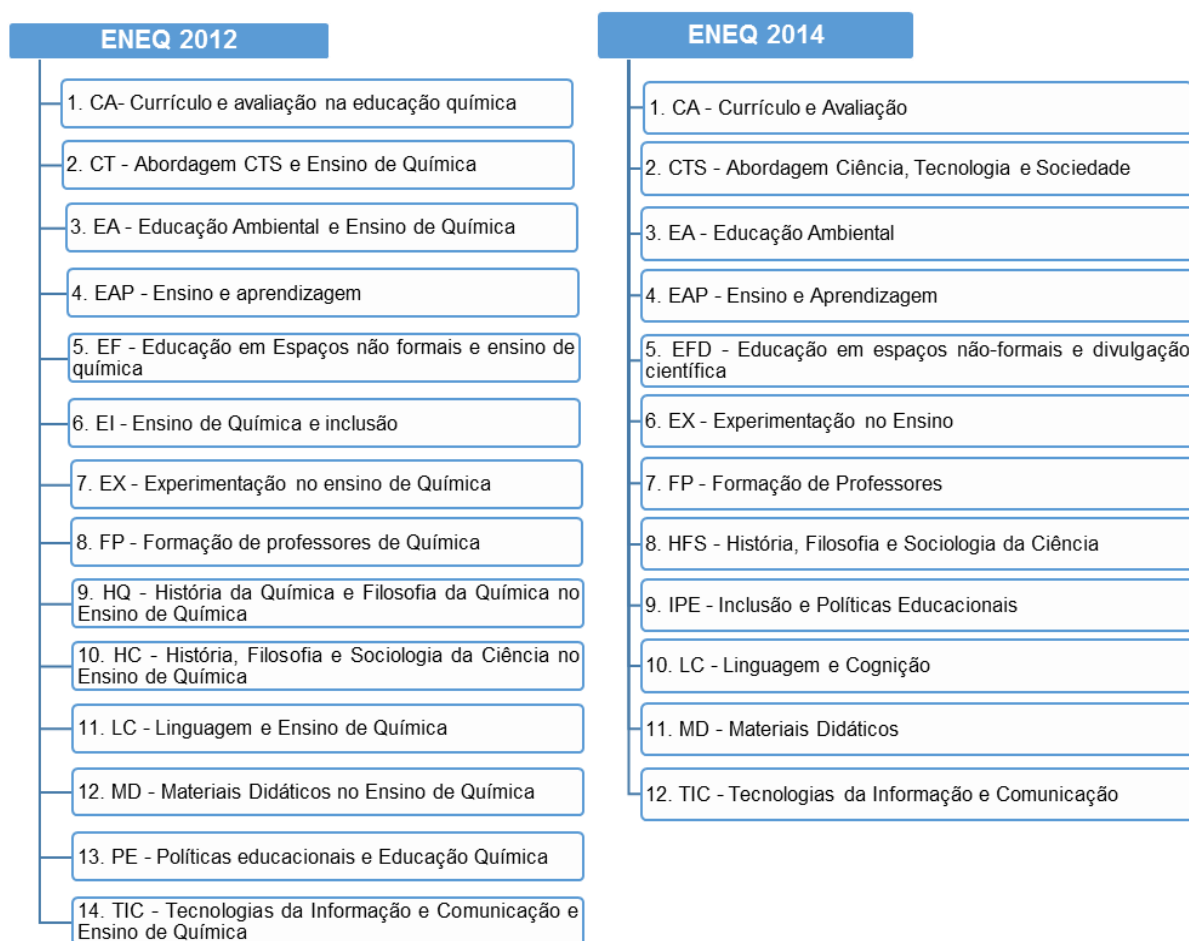 ENEQ 2012
1. CA- Currículo e avaliação na educação química
2. CT - Abordagem CTS e Ensino de Química
3. EA - Educação Ambiental e Ensino de Química
4. EAP - Ensino e aprendizagem
5. EF - Educação em Espaços não formais e ensino de
química
6. EI - Ensino de Química e inclusão
7. EX - Experimentação no ensino de Química
8. FP - Formação de professores de Química
9. HQ - História da Química e Filosofia da Química no
Ensino de Química
10. HC - História, Filosofia e Sociologia da Ciência no
Ensino de Química
11. LC - Linguagem e Ensino de Química
12. MD - Materiais Didáticos no Ensino de Química
13. PE - Políticas educacionais e Educação Química
14. TIC - Tecnologias da Informação e Comunicação e
Ensino de Química
ENEQ 2014
1. CA - Currículo e Avaliação
2. CTS - Abordagem Ciência, Tecnologia e Sociedade
3. EA - Educação Ambiental
4. EAP - Ensino e Aprendizagem
5. EFD - Educação em espaços não-formais e divulgação
científica
6. EX - Experimentação no Ensino
7. FP - Formação de Professores
8. HFS - História, Filosofia e Sociologia da Ciência
9. IPE - Inclusão e Políticas Educacionais
10. LC - Linguagem e Cognição
11. MD - Materiais Didáticos
12. TIC - Tecnologias da Informação e Comunicação